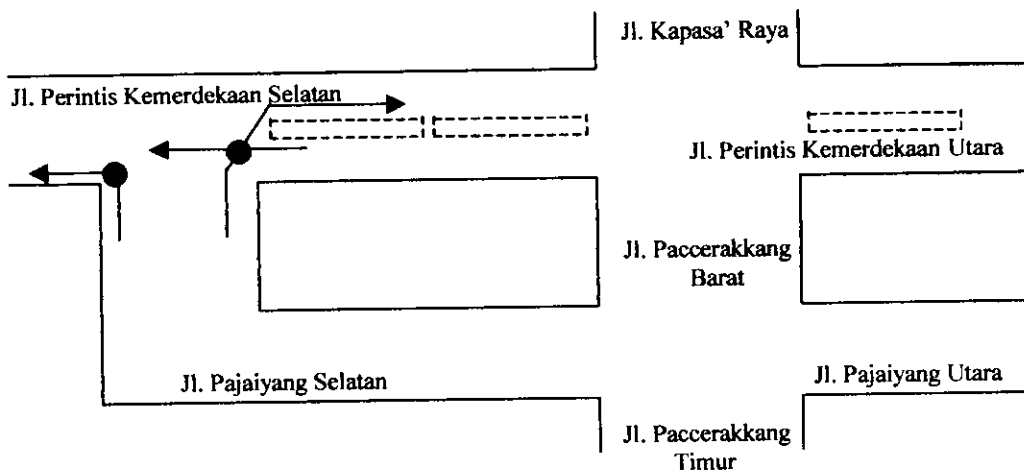 Jl. Kapasa' Raya
Jl. Perintis Kemerdekaan Selatan
Jl. Perintis Kemerdekaan Utara
Jl. Paccerakkang
Barat
Jl. Pajaiyang Selatan
Jl. Pajaiyang Utara
Jl. Paccerakkang
Timur